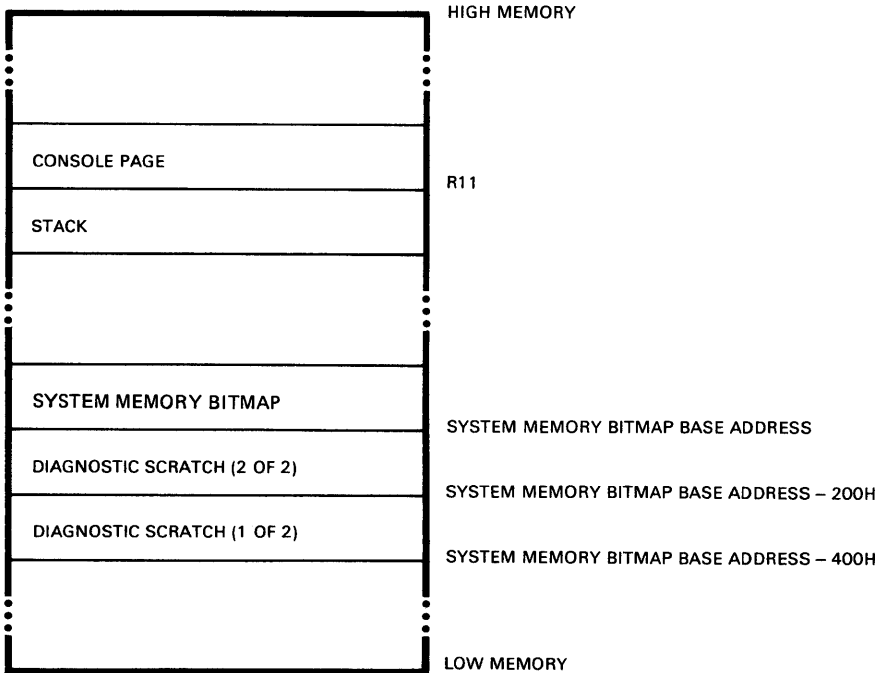 HIGH MEMORY
CONSOLE PAGE
R11
STACK
SYSTEM MEMORY BITMAP
SYSTEM MEMORY BITMAP BASE ADDRESS
DIAGNOSTIC SCRATCH (2 OF 2)
SYSTEM MEMORY BITMAP BASE ADDRESS – 200H
DIAGNOSTIC SCRATCH (1 OF 2)
SYSTEM MEMORY BITMAP BASE ADDRESS – 400H
LOW MEMORY